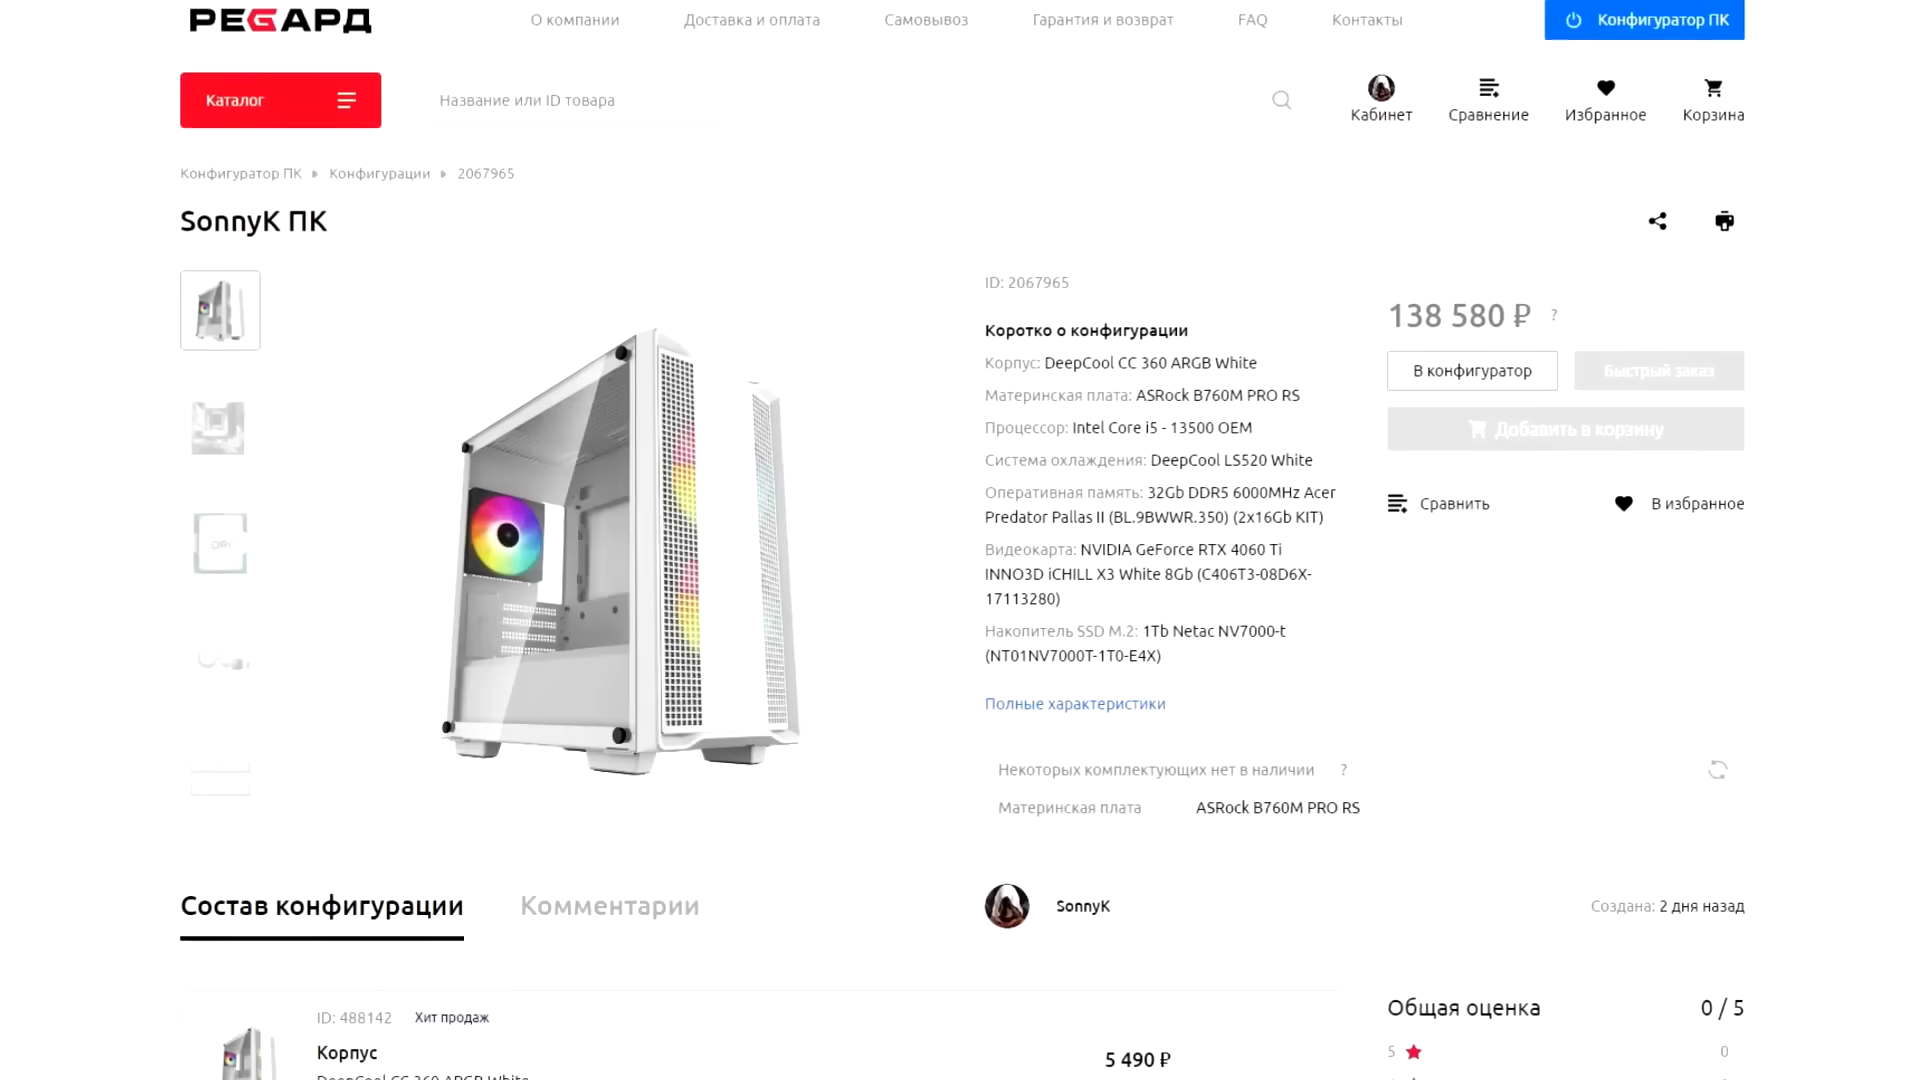 РЕГАРД
О компании
Доставка и оплата
Самовывоз
Гарантия и возврат
FAQ
Контакты
Конфигуратор ПК
Каталог
Название или ID товара
Кабинет
Сравнение
Избранное
Корзина
Конфигуратор ПК
Конфигурации
2067965
SonnyK ПК
ID: 2067965
Коротко о конфигурации
Корпус: DeepCool CC 360 ARGB White
Материнская плата: ASRock B760M PRO RS
Процессор: Intel Core i5 - 13500 OEM
Система охлаждения: DeepCool LS520 White
Оперативная память: 32Gb DDR5 6000MHz Acer
Predator Pallas II (BL.9BWWR.350) (2x16Gb KIT)
Видеокарта: NVIDIA GeForce RTX 4060 Ti
INNO3D iCHILL X3 White 8Gb (C406T3-08D6X-
17113280)
Накопитель SSD M.2: 1Tb Netac NV7000-t
(NT01NV7000T-1T0-E4X)
Полные характеристики
138 580 ₽ ?
В конфигуратор
Быстрый заказ
Добавить в корзину
Сравнить
В избранное
Некоторых комплектующих нет в наличии ?
Материнская плата
ASRock B760M PRO RS
Состав конфигурации
Комментарии
SonnyK
Создана: 2 дня назад
ID: 488142
Хит продаж
Корпус
DeepCool CC 360 ARGB White
5 490 ₽
Общая оценка
0 / 5
5
0